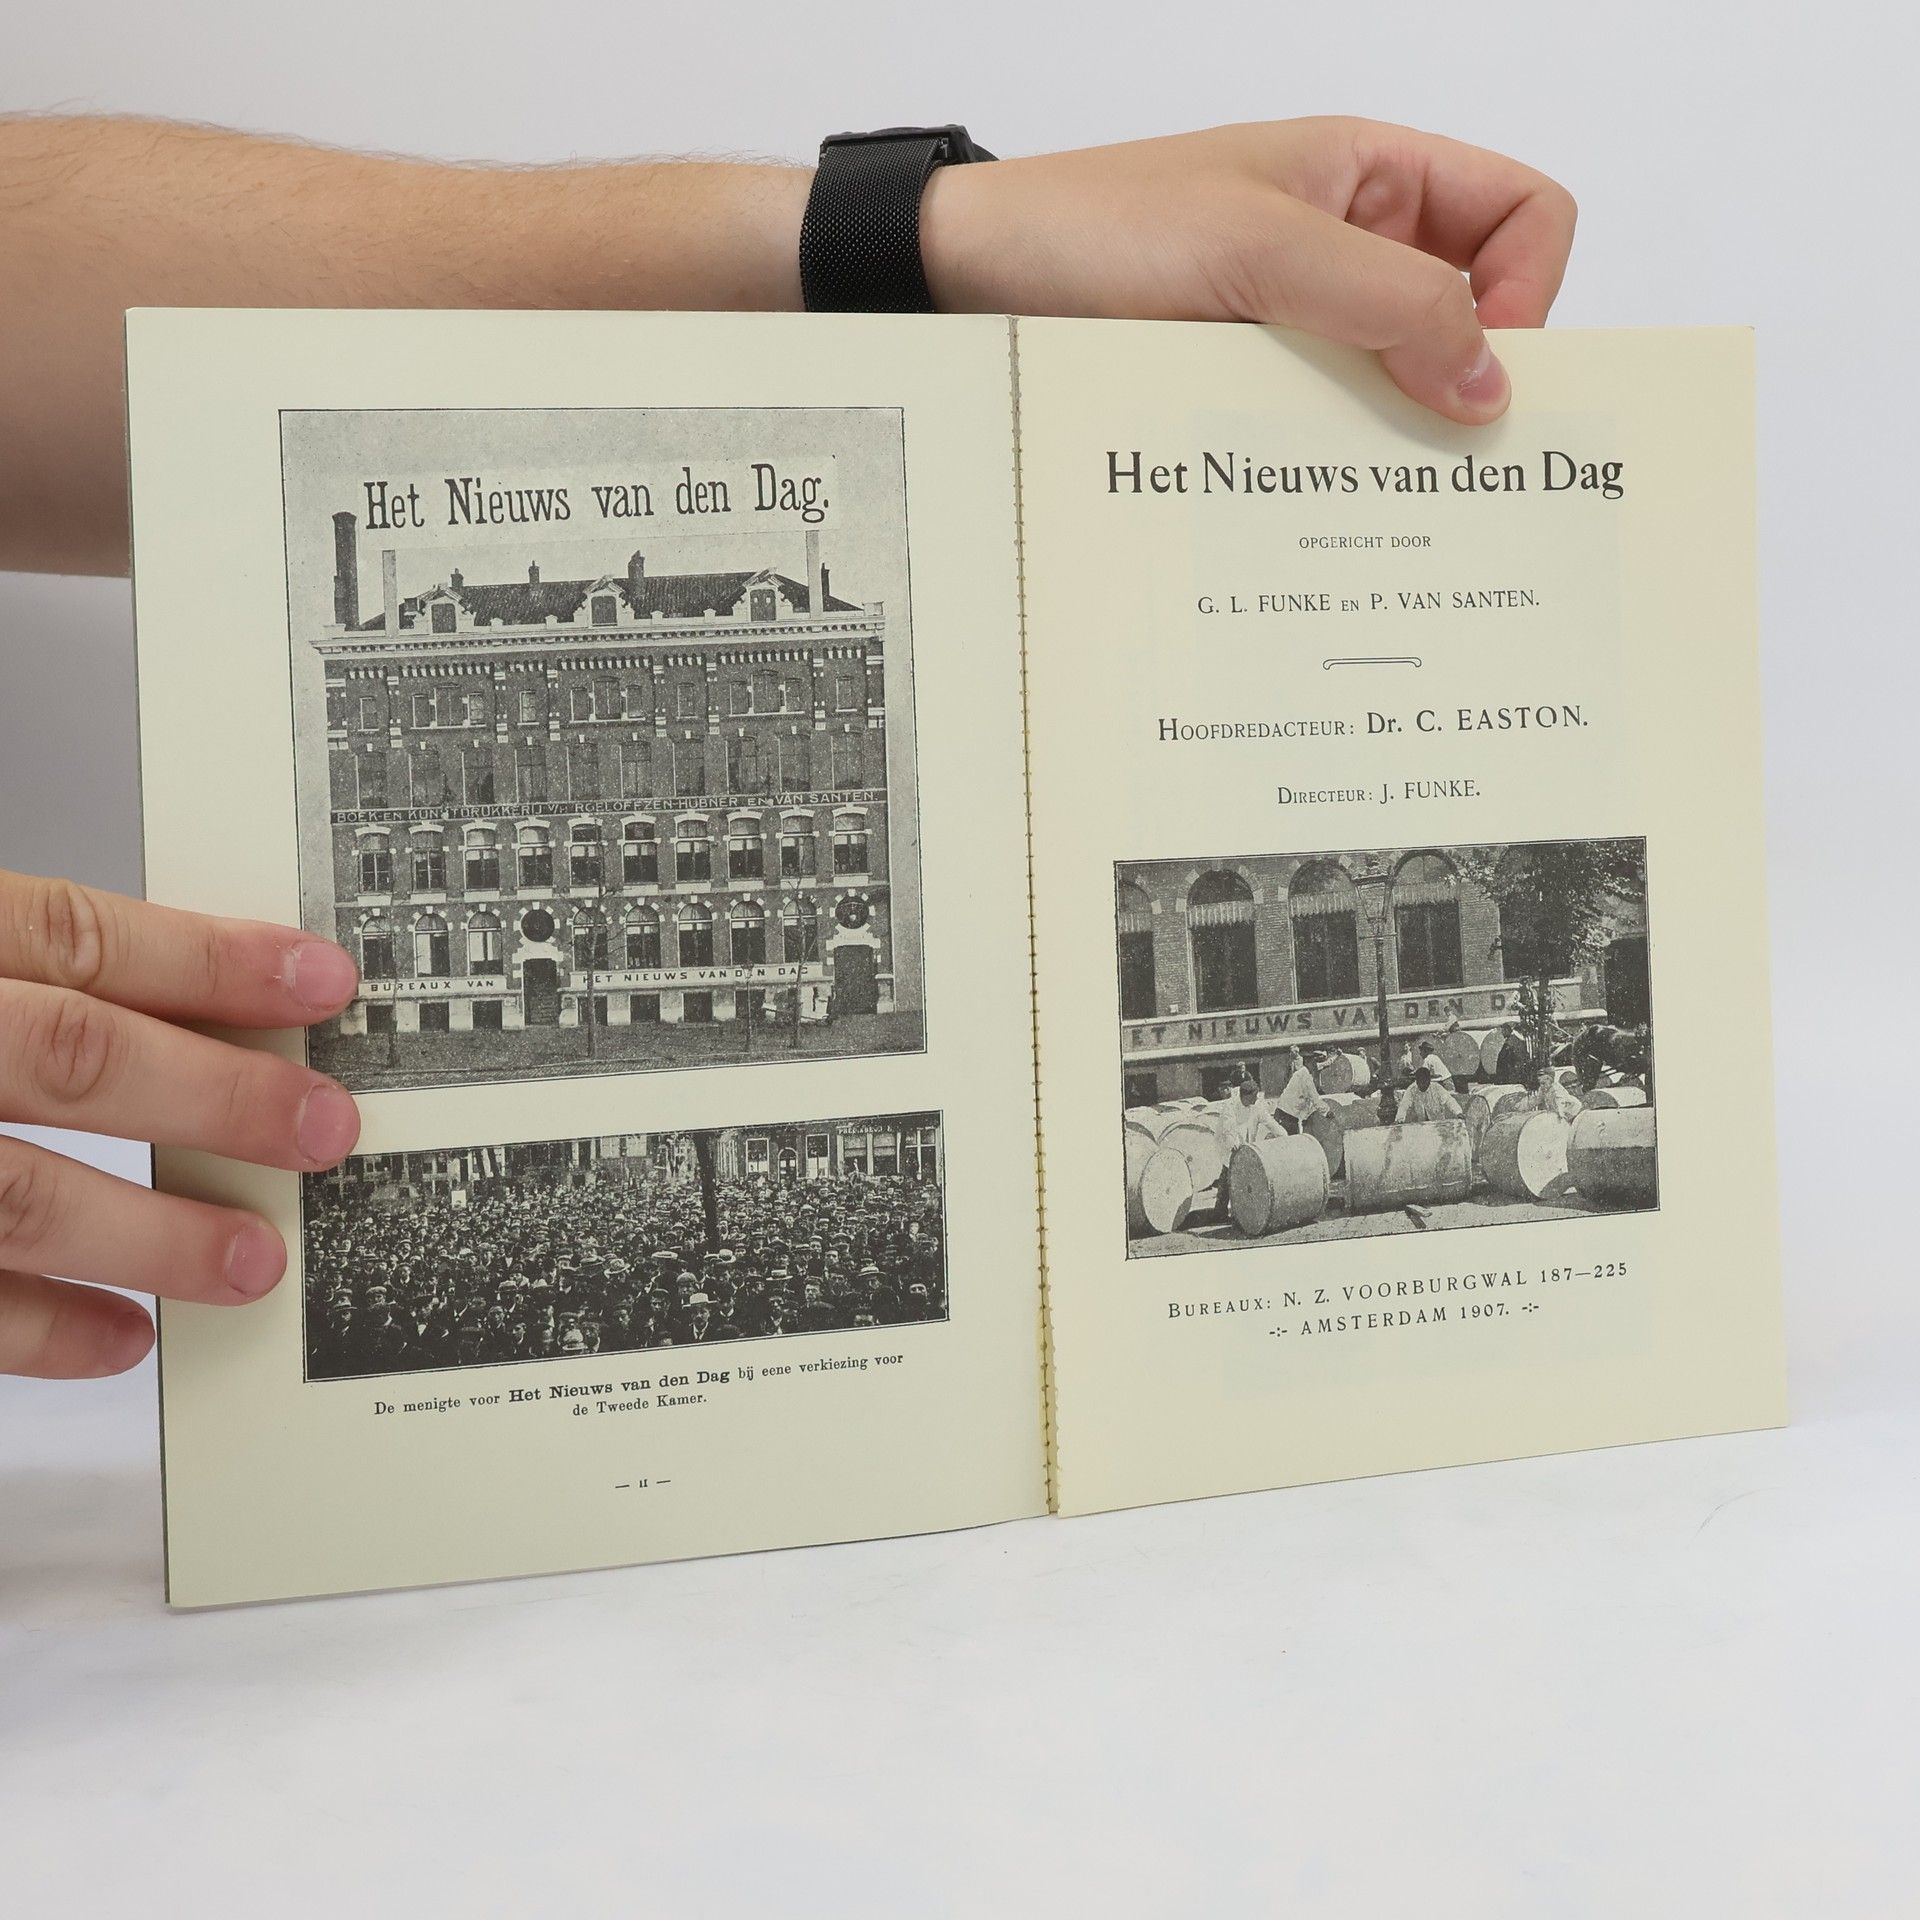 Het Nieuws van den Dag.
BOEK-EN KUNSTDRUKKERIJ v/h ROELOFFZEN-HÜBNER EN VAN SANTEN.
BUREAUX VAN HET NIEUWS VAN DEN DAG
De menigte voor Het Nieuws van den Dag bij eene verkiezing voor
de Tweede Kamer.
— II —
Het Nieuws van den Dag
OPGERICHT DOOR
G. L. FUNKE EN P. VAN SANTEN.
HOOFDREDACTEUR: Dr. C. EASTON.
DIRECTEUR: J. FUNKE.
ET NIEUWS VAN DEN D
BUREAUX: N. Z. VOORBURGWAL 187—225
-:- AMSTERDAM 1907. -:-